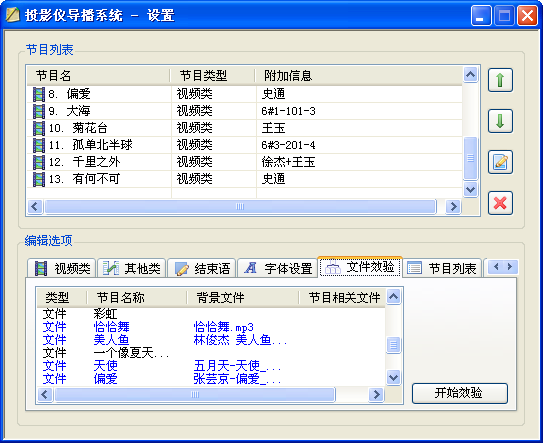 投影仪导播系统 - 设置
节目列表
节目名 节目类型 附加信息
8. 偏爱 视频类 史通
9. 大海 视频类 6#1-101-3
10. 菊花台 视频类 王玉
11. 孤单北半球 视频类 6#3-201-4
12. 千里之外 视频类 徐杰+王玉
13. 有何不可 视频类 史通
编辑选项
视频类 其他类 结束语 字体设置 文件效验 节目列表
类型 节目名称 背景文件 节目相关文件
文件 彩虹
文件 恰恰舞 恰恰舞.mp3
文件 美人鱼 林俊杰 美人鱼...
文件 一个像夏天...
文件 天使 五月天-天使_...
文件 偏爱 张芸京-偏爱_...
开始效验